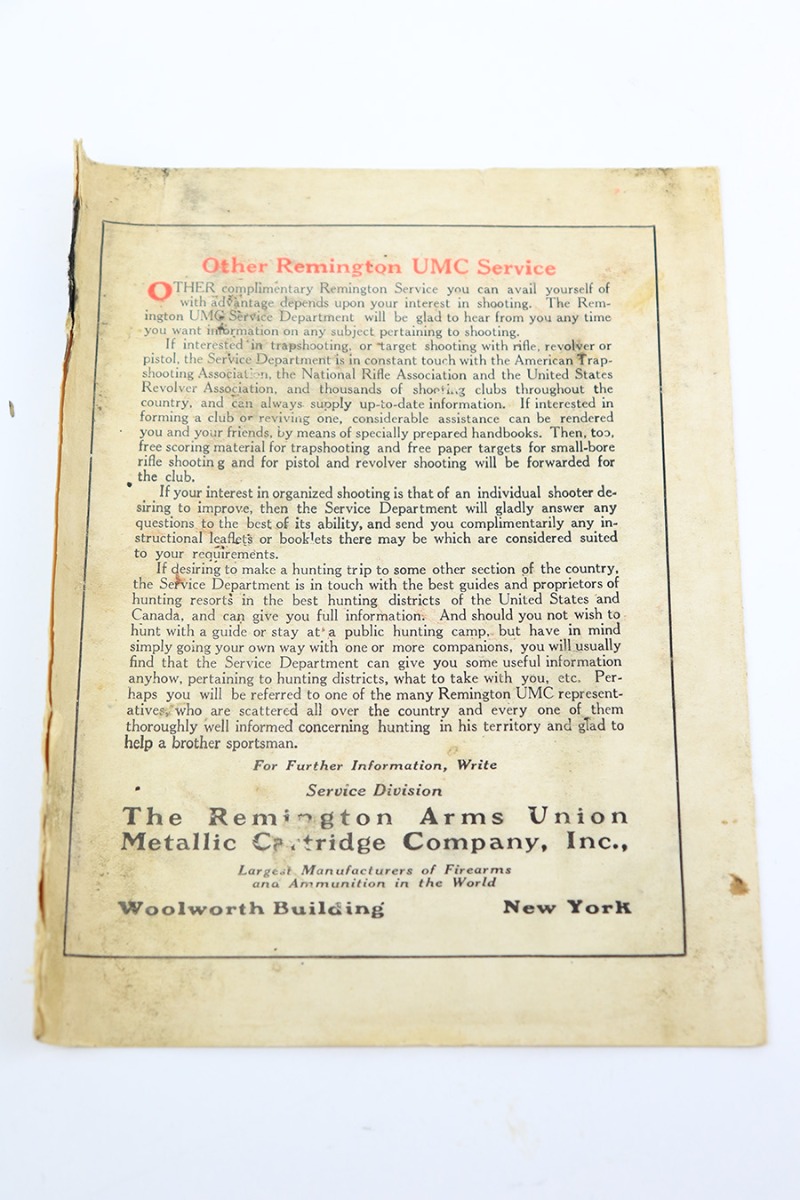 Other Remington UMC Service
OTHER complimentary Remington Service you can avail yourself of
with advantage depends upon your interest in shooting. The Rem-
ington UMC Service Department will be glad to hear from you any time
you want information on any subject pertaining to shooting.
If interested in trapshooting, or target shooting with rifle, revolver or
pistol, the Service Department is in constant touch with the American Trap-
shooting Association, the National Rifle Association and the United States
Revolver Association, and thousands of shooting clubs throughout the
country, and can always supply up-to-date information. If interested in
forming a club or reviving one, considerable assistance can be rendered
you and your friends, by means of specially prepared handbooks. Then, too,
free scoring material for trapshooting and free paper targets for small-bore
rifle shooting and for pistol and revolver shooting will be forwarded for
the club.
If your interest in organized shooting is that of an individual shooter de-
siring to improve, then the Service Department will gladly answer any
questions to the best of its ability, and send you complimentarily any in-
structional leaflets or booklets there may be which are considered suited
to your requirements.
If desiring to make a hunting trip to some other section of the country,
the Service Department is in touch with the best guides and proprietors of
hunting resorts in the best hunting districts of the United States and
Canada, and can give you full information. And should you not wish to
hunt with a guide or stay at a public hunting camp, but have in mind
simply going your own way with one or more companions, you will usually
find that the Service Department can give you some useful information
anyhow, pertaining to hunting districts, what to take with you, etc. Per-
haps you will be referred to one of the many Remington UMC represent-
atives, who are scattered all over the country and every one of them
thoroughly well informed concerning hunting in his territory and glad to
help a brother sportsman.
For Further Information, Write
Service Division
The Remington Arms Union
Metallic Cartridge Company, Inc.,
Largest Manufacturers of Firearms
and Ammunition in the World
Woolworth Building New York